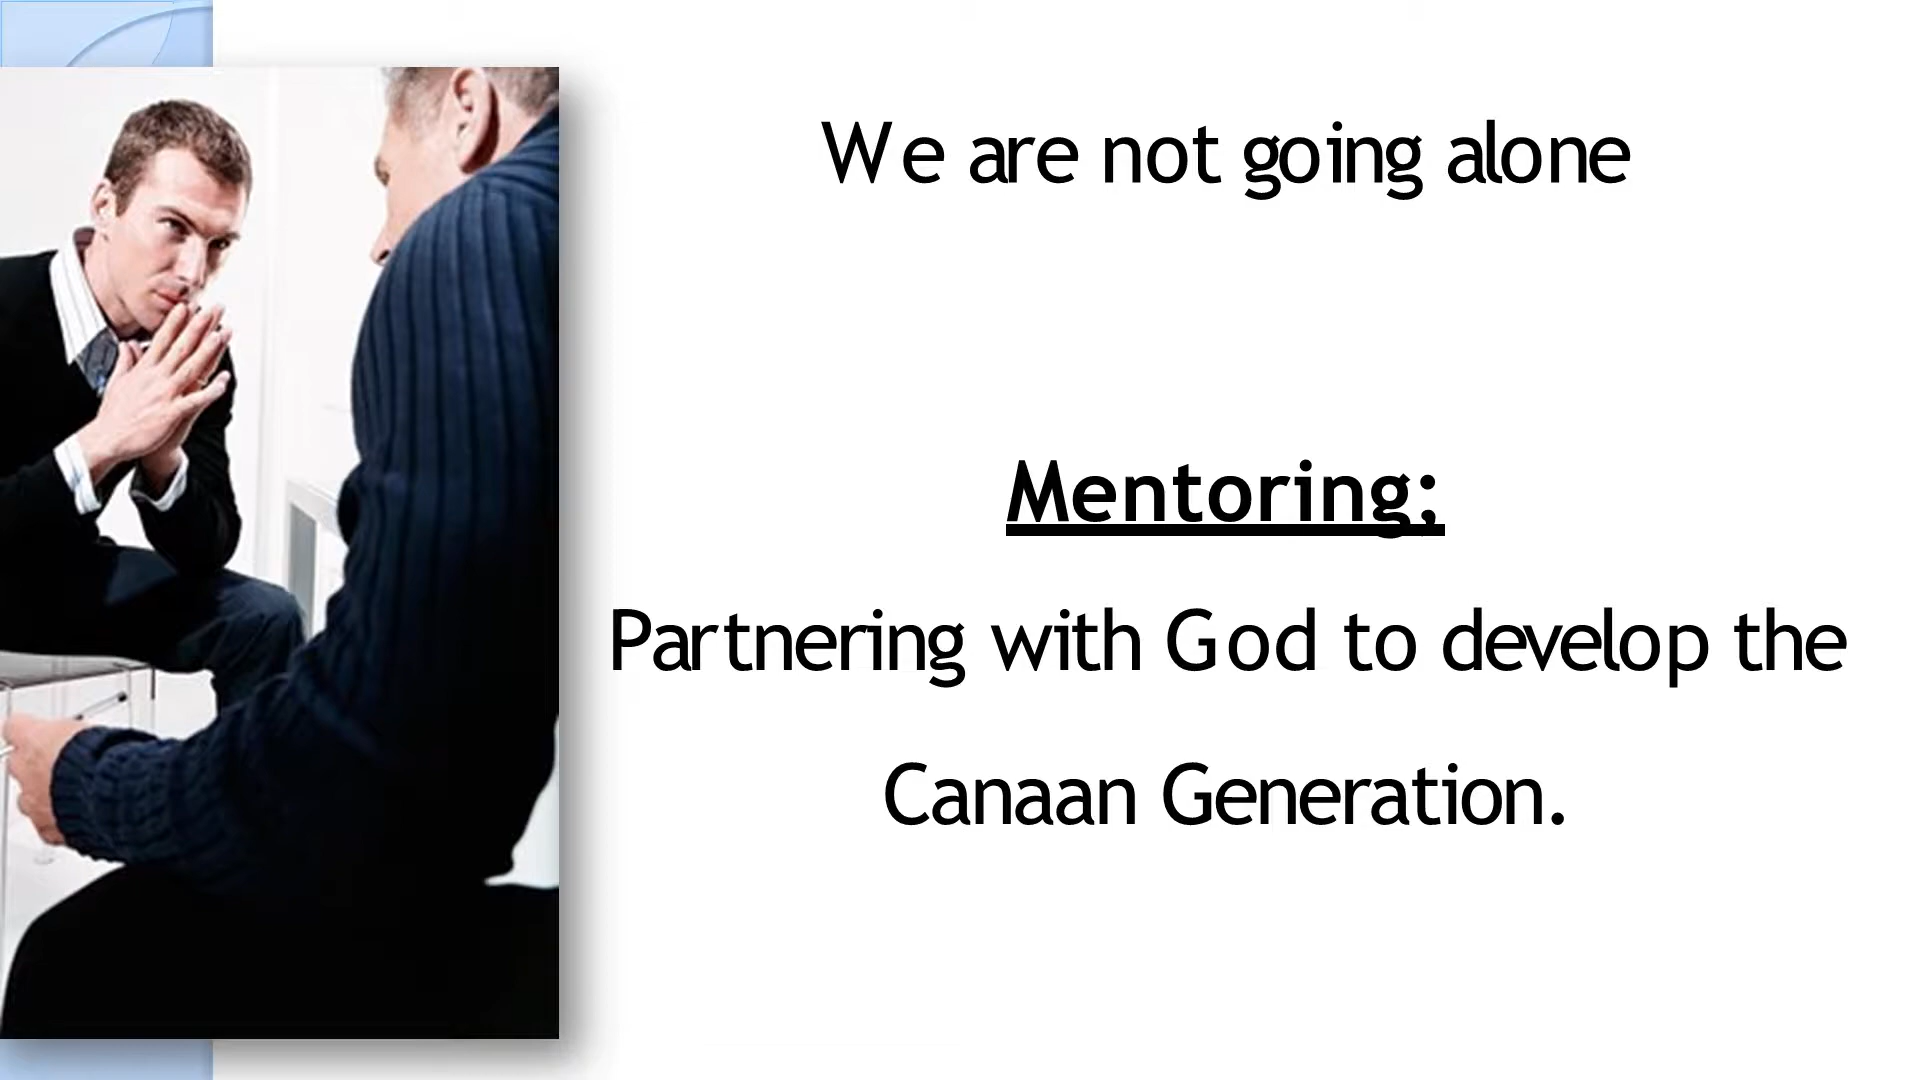 We are not going alone
Mentoring;
Partnering with God to develop the
Canaan Generation.